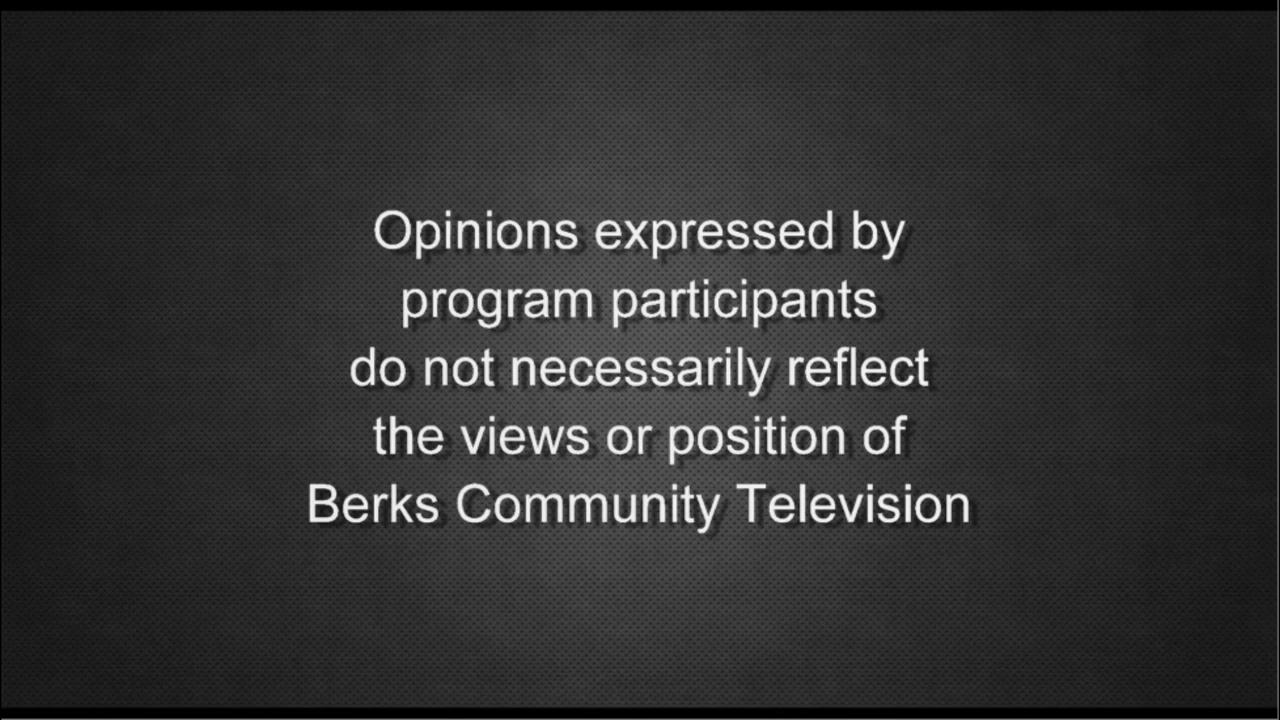 Opinions expressed by
program participants
do not necessarily reflect
the views or position of
Berks Community Television